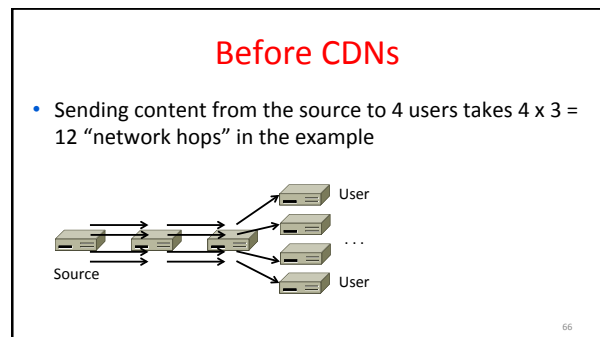 Before CDNs
• Sending content from the source to 4 users takes 4 x 3 =
12 “network hops” in the example
User
. . .
Source
User
66